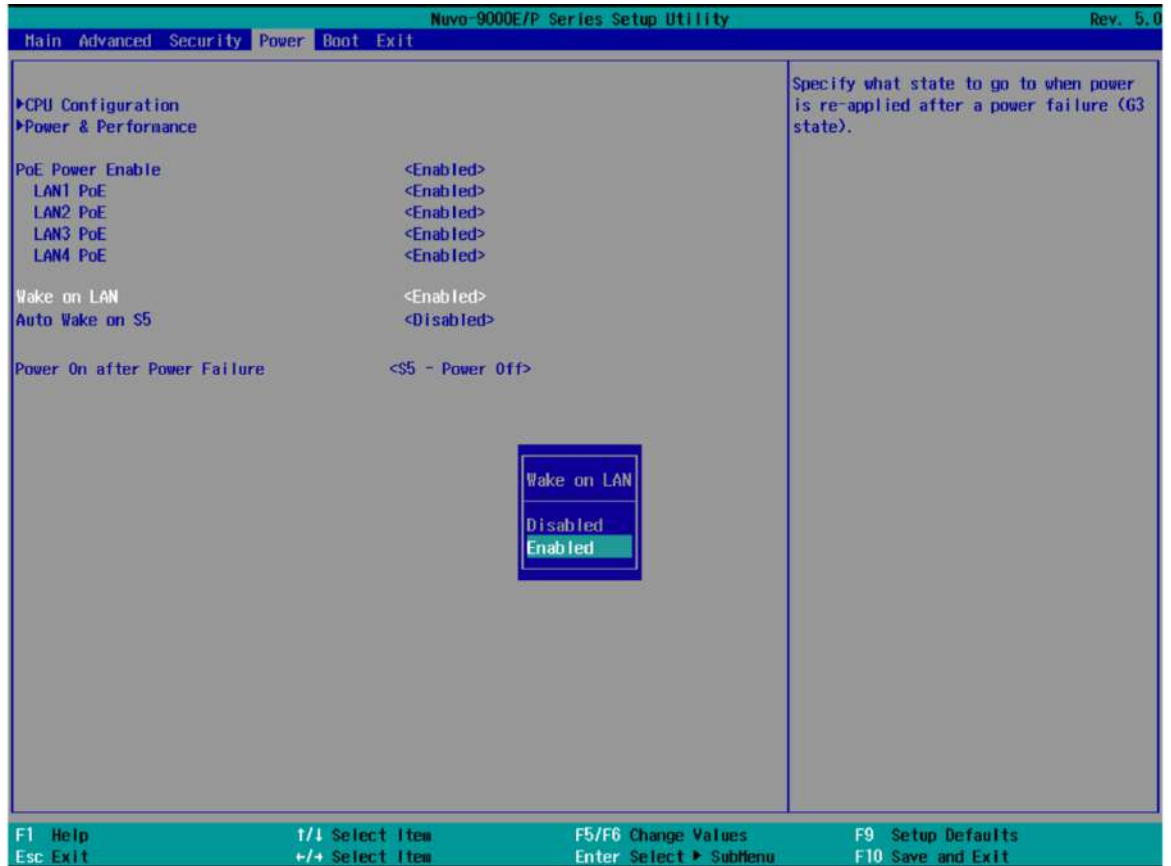 Nuvo-9000E/P Series Setup Utility Rev. 5.0
Main Advanced Security Power Boot Exit
▶CPU Configuration
▶Power & Performance
PoE Power Enable <Enabled>
LAN1 PoE <Enabled>
LAN2 PoE <Enabled>
LAN3 PoE <Enabled>
LAN4 PoE <Enabled>
Wake on LAN <Enabled>
Auto Wake on S5 <Disabled>
Power On after Power Failure <S5 - Power Off>
Specify what state to go to when power
is re-applied after a power failure (G3
state).
Wake on LAN
Disabled
Enabled
F1 Help ↑/↓ Select Item F5/F6 Change Values F9 Setup Defaults
Esc Exit ←/→ Select Item Enter Select ▶ SubMenu F10 Save and Exit